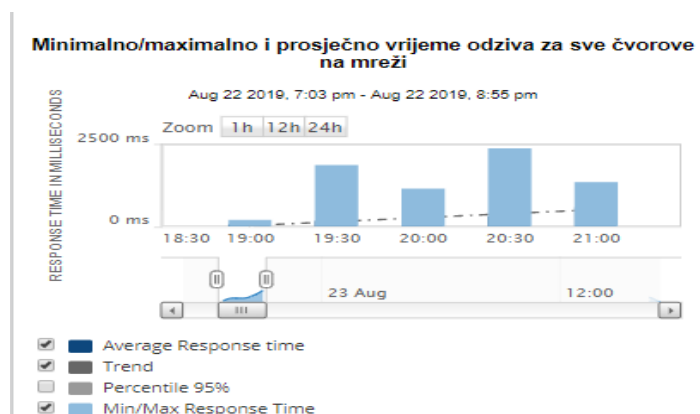 Minimalno/maximalno i prosječno vrijeme odziva za sve čvorove
na mreži
Aug 22 2019, 7:03 pm - Aug 22 2019, 8:55 pm
RESPONSE TIME IN MILLISECONDS
Zoom 1h 12h 24h
2500 ms
0 ms
18:30 19:00 19:30 20:00 20:30 21:00
23 Aug 12:00
Average Response time
Trend
Percentile 95%
Min/Max Response Time